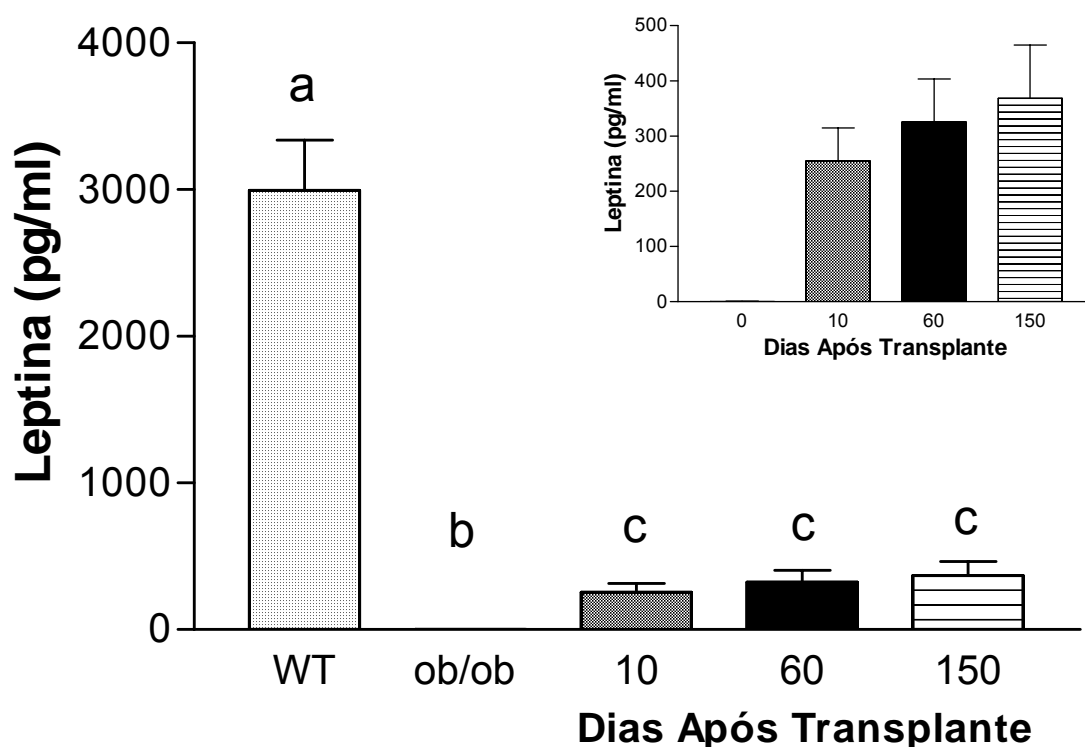 Leptina (pg/ml)
4000
3000
2000
1000
0
a
b
c
c
c
WT ob/ob 10 60 150
Dias Após Transplante
Leptina (pg/ml)
500
400
300
200
100
0
0 10 60 150
Dias Após Transplante